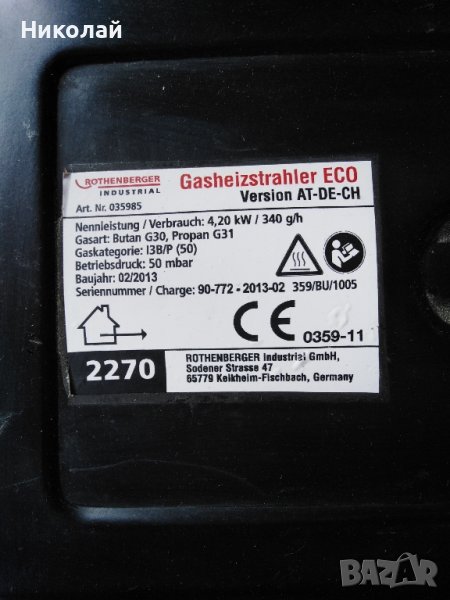 Николай
ROTHENBERGER
INDUSTRIAL
Gasheizstrahler ECO
Version AT-DE-CH
Art. Nr. 035985
Nennleistung / Verbrauch: 4,20 kW / 340 g/h
Gasart: Butan G30, Propan G31
Gaskategorie: I3B/P (50)
Betriebsdruck: 50 mbar
Baujahr: 02/2013
Seriennummer / Charge: 90-772 - 2013-02 359/BU/1005
CE 0359-11
2270
ROTHENBERGER Industrial GmbH,
Sodener Strasse 47
65779 Keikheim-Fischbach, Germany
BAZAR